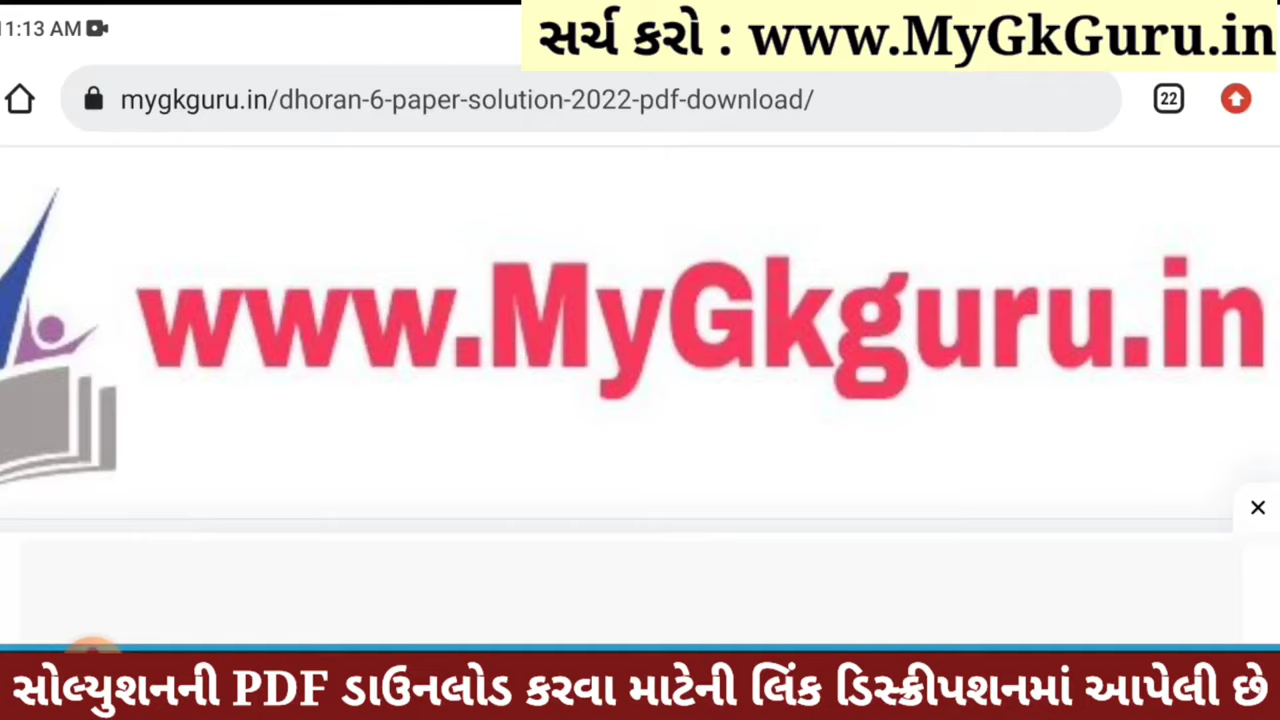 11:13 AM
સર્ચ કરો : www.MyGkGuru.in
mygkguru.in/dhoran-6-paper-solution-2022-pdf-download/
22
www.MyGkguru.in
સોલ્યુશનની PDF ડાઉનલોડ કરવા માટેની લિંક ડિસ્ક્રીપશનમાં આપેલી છે